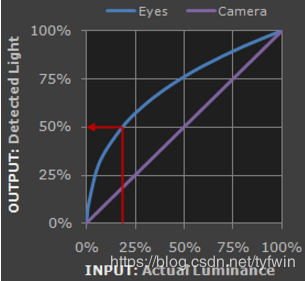 Eyes Camera
OUTPUT: Detected Light
100%
75%
50%
25%
0%
0% 25% 50% 75% 100%
INPUT: Actual Luminance
https://blog.csdn.net/tyfwin